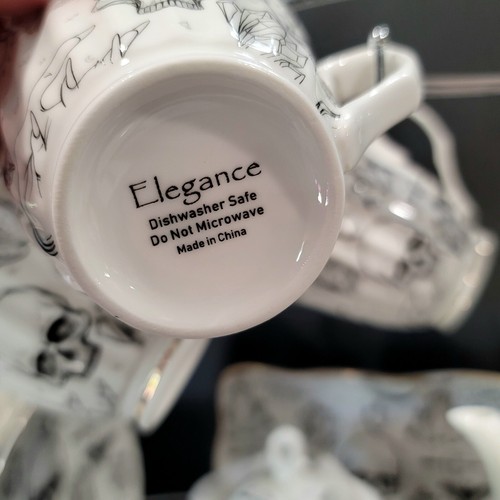 Elegance
Dishwasher Safe
Do Not Microwave
Made in China